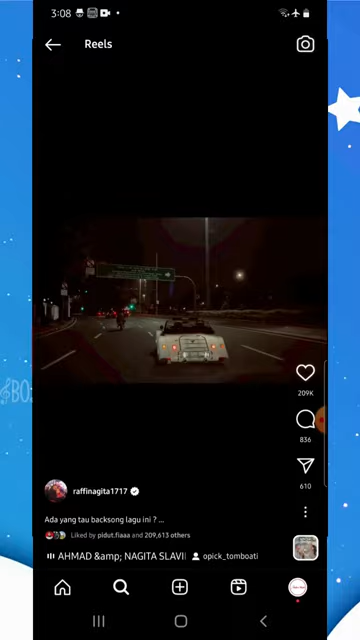 3:08
Reels
209K
836
610
raffinagita1717
Ada yang tau backsong lagu ini ? ...
Liked by pidut.fiaaa and 209,613 others
AHMAD &amp; NAGITA SLAVI
opick_tomboati